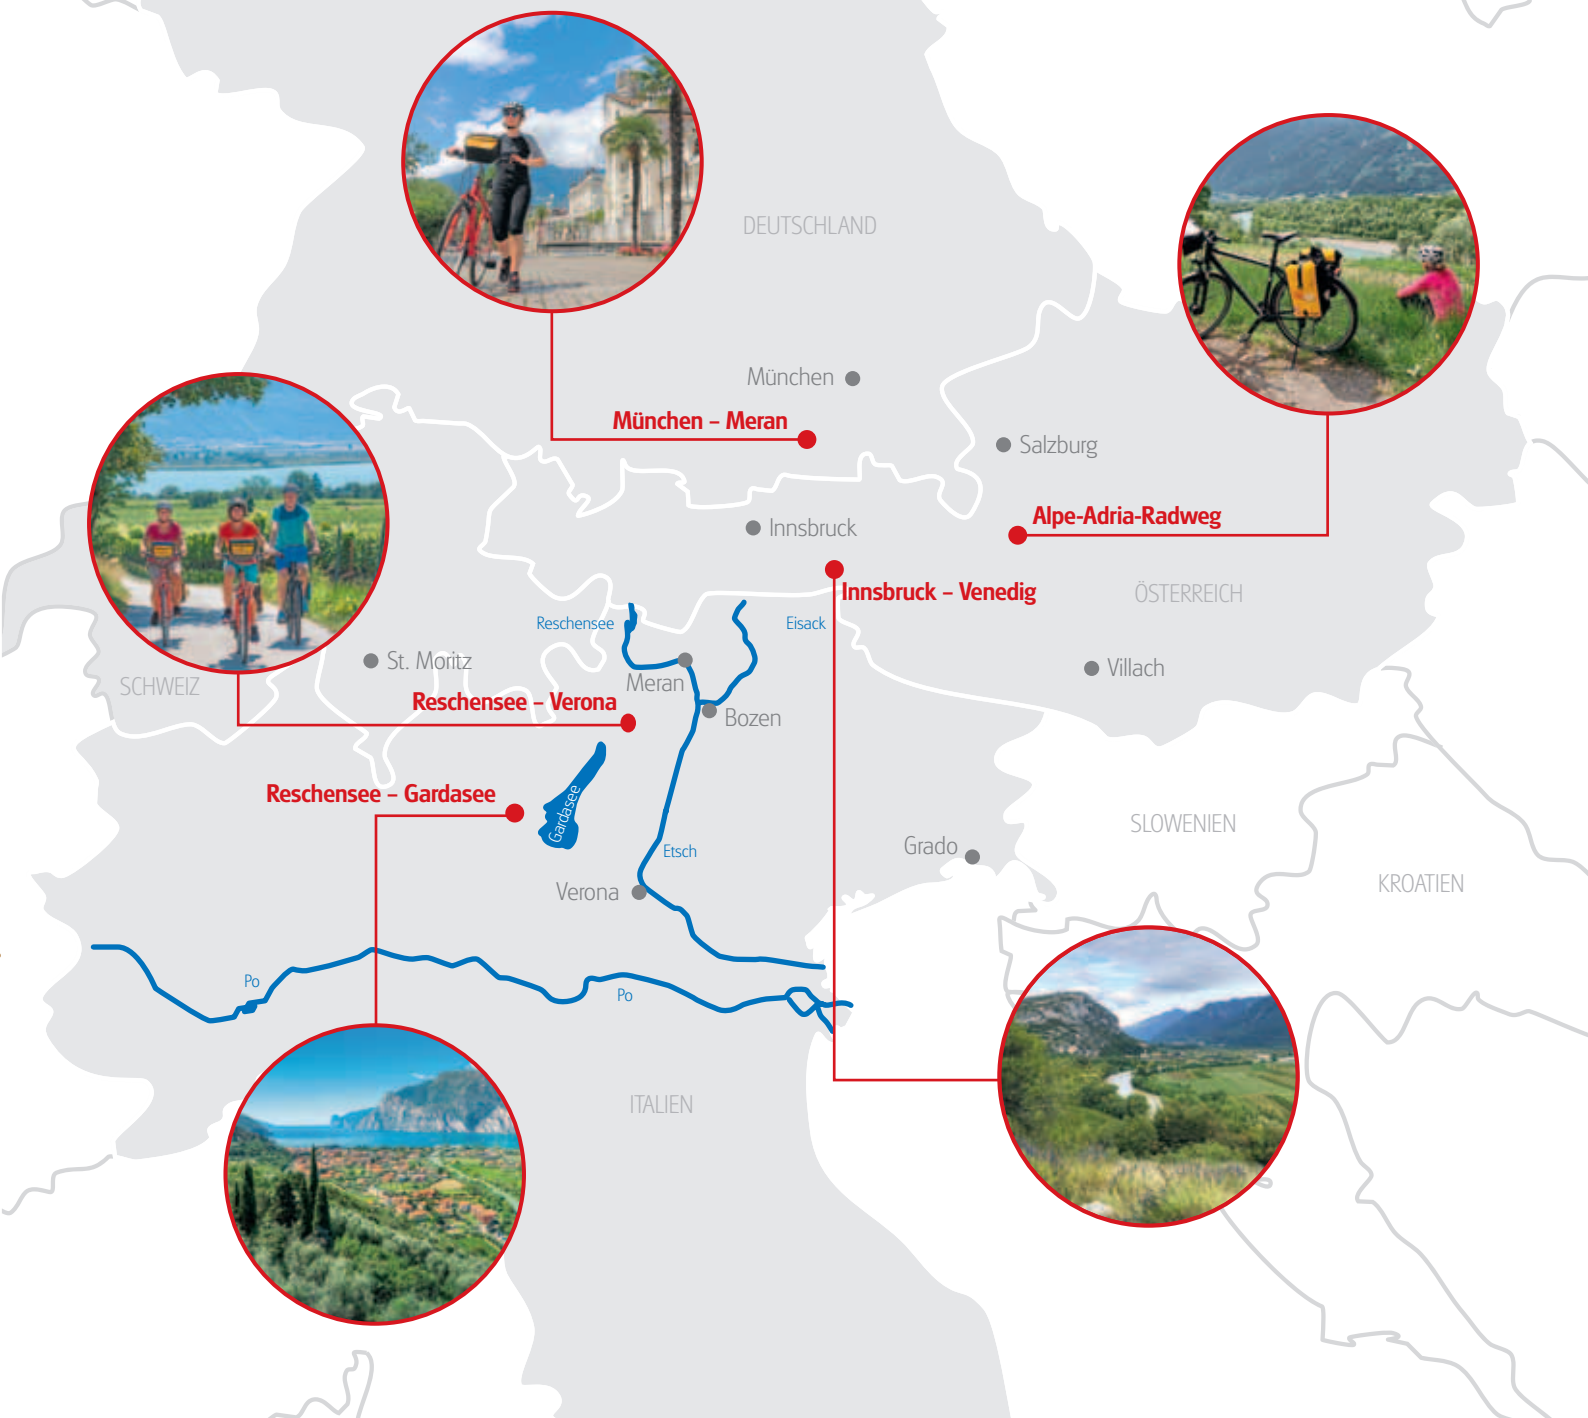 DEUTSCHLAND
München
München – Meran
Salzburg
Alpe-Adria-Radweg
Innsbruck
Innsbruck – Venedig
ÖSTERREICH
Reschensee
Eisack
St. Moritz
Villach
SCHWEIZ
Meran
Reschensee – Verona
Bozen
Reschensee – Gardasee
Gardasee
SLOWENIEN
Grado
Etsch
KROATIEN
Verona
Po
Po
ITALIEN